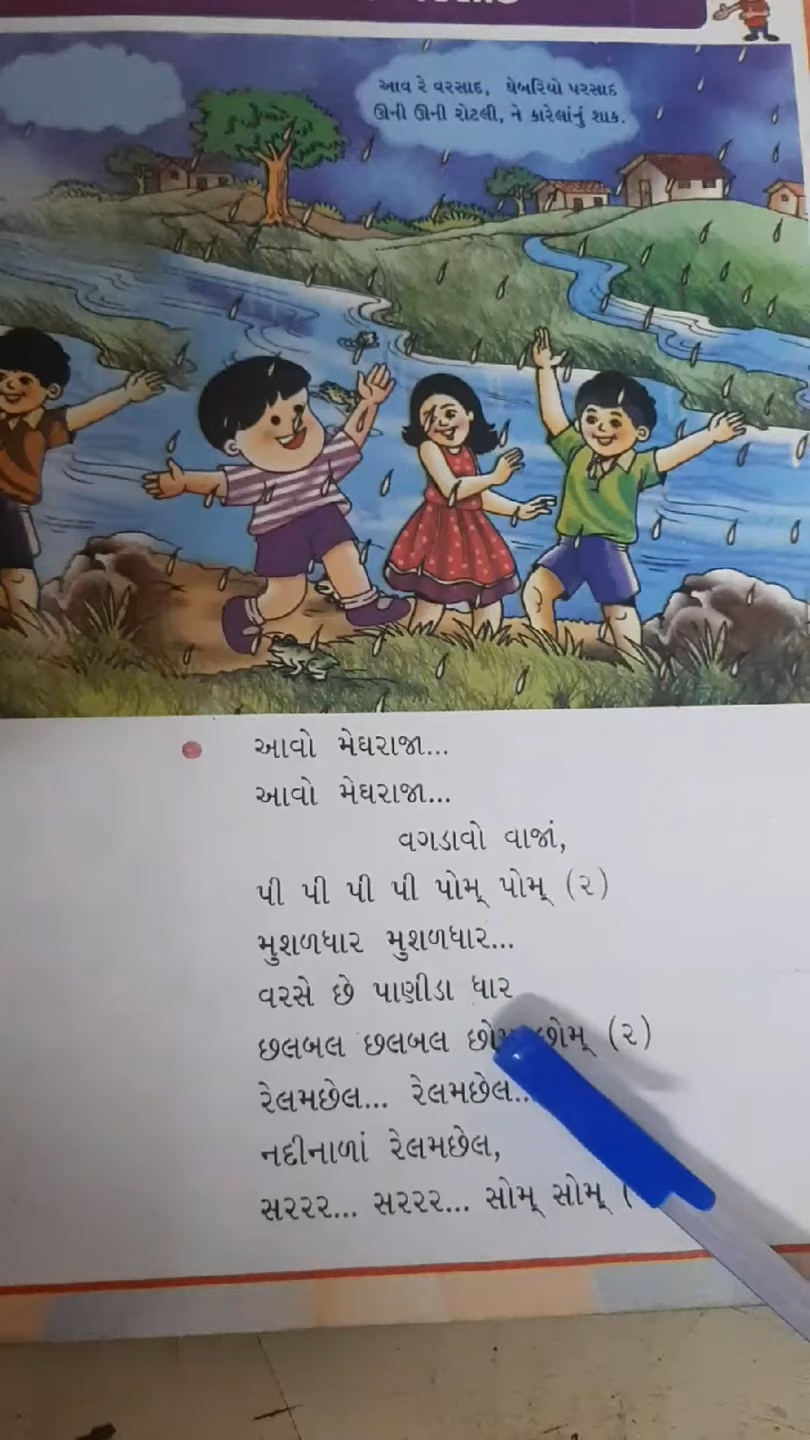 આવ રે વરસાદ, ઘેબરિયો પરસાદ
ઊની ઊની રોટલી, ને કારેલાંનું શાક.
આવો મેઘરાજા...
આવો મેઘરાજા...
વગડાવો વાજાં,
પી પી પી પી પોમ્ પોમ્ (૨)
મુશળધાર મુશળધાર...
વરસે છે પાણીડા ધાર
છલબલ છલબલ છોમ્ છોમ્ (૨)
રેલમછેલ... રેલમછેલ...
નદીનાળાં રેલમછેલ,
સરરર... સરરર... સોમ્ સોમ્ (